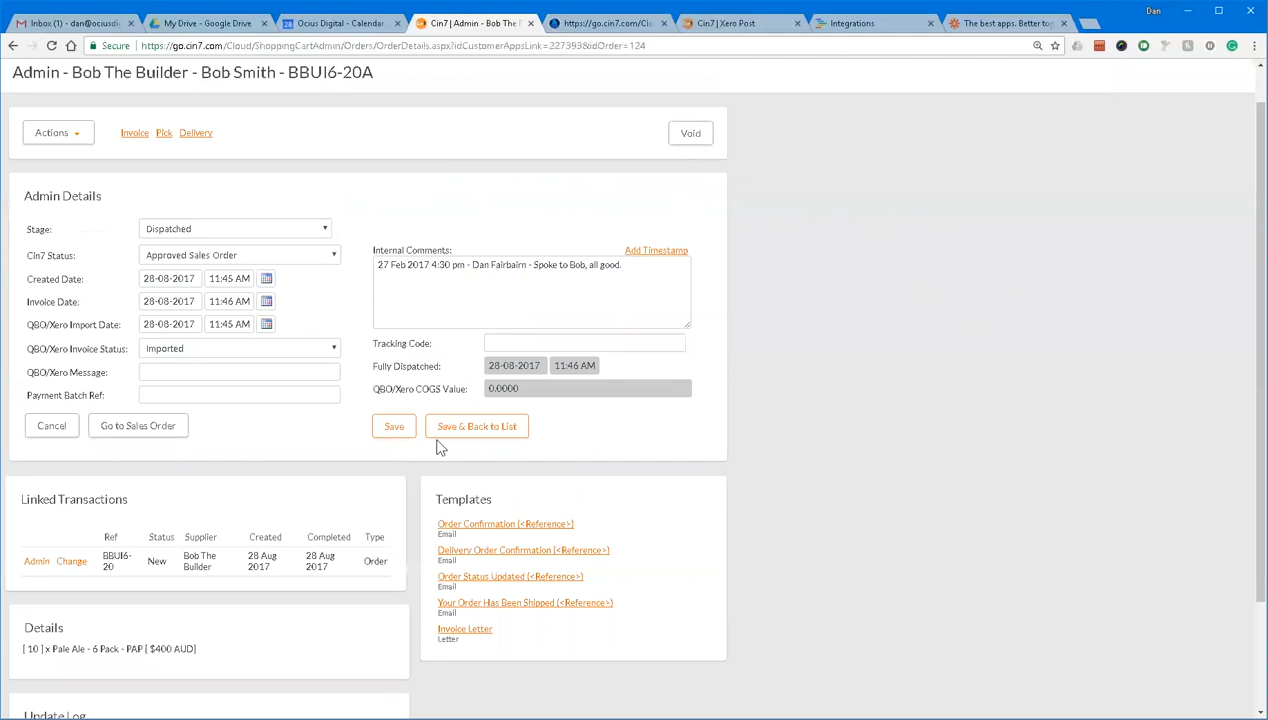 Dan
Inbox (1) - dan@ociusdigi
My Drive - Google Drive
Ocius Digital - Calendar
Cin7 | Admin - Bob The B
https://go.cin7.com/Clou
Cin7 | Xero Post
Integrations
The best apps. Better tog
Secure https://go.cin7.com/Cloud/ShoppingCartAdmin/Orders/OrderDetails.aspx?idCustomerAppsLink=227393&idOrder=124
Admin - Bob The Builder - Bob Smith - BBUI6-20A
Actions Invoice Pick Delivery Void
Admin Details
Stage: Dispatched
Cin7 Status: Approved Sales Order
Created Date: 28-08-2017 11:45 AM
Invoice Date: 28-08-2017 11:46 AM
QBO/Xero Import Date: 28-08-2017 11:45 AM
QBO/Xero Invoice Status: Imported
QBO/Xero Message:
Payment Batch Ref:
Cancel Go to Sales Order
Internal Comments: Add Timestamp
27 Feb 2017 4:30 pm - Dan Fairbairn - Spoke to Bob, all good.
Tracking Code:
Fully Dispatched: 28-08-2017 11:46 AM
QBO/Xero COGS Value: 0.0000
Save Save & Back to List
Linked Transactions
Ref Status Supplier Created Completed Type
Admin Change BBUI6-20 New Bob The Builder 28 Aug 2017 28 Aug 2017 Order
Templates
Order Confirmation (<Reference>)
Email
Delivery Order Confirmation (<Reference>)
Email
Order Status Updated (<Reference>)
Email
Your Order Has Been Shipped (<Reference>)
Email
Invoice Letter
Letter
Details
[ 10 ] x Pale Ale - 6 Pack - PAP [ $400 AUD]
Update Log